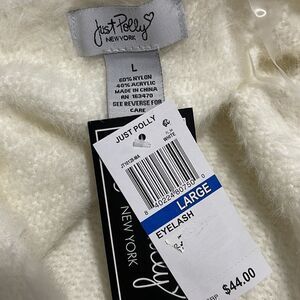 Just Polly
NEW YORK
L
60% NYLON
40% ACRYLIC
MADE IN CHINA
RN 163470
SEE REVERSE FOR
CARE
JUST POLLY
WHITE
LARGE
EYELASH
$44.00
NEW YORK